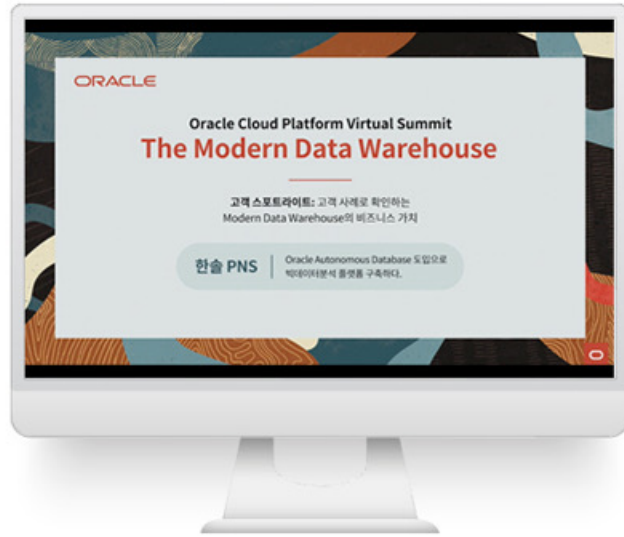 ORACLE
Oracle Cloud Platform Virtual Summit
The Modern Data Warehouse
고객 스포트라이트: 고객 사례로 확인하는
Modern Data Warehouse의 비즈니스 가치
한솔 PNS
Oracle Autonomous Database 도입으로
빅데이터분석 플랫폼 구축하다.